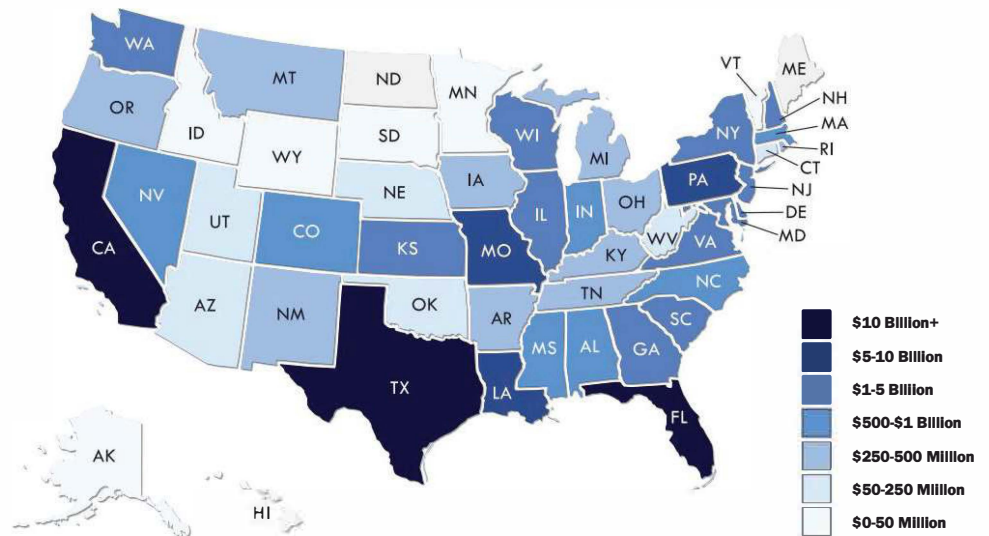 WA
MT
ND
MN
VT
ME
OR
ID
SD
WI
NY
NH
MA
WY
MI
RI
CT
IA
PA
NE
NJ
NV
UT
IL
IN
OH
DE
CO
MD
CA
KS
MO
WV
VA
KY
AZ
NM
OK
AR
TN
NC
SC
MS
AL
GA
TX
LA
FL
AK
HI
$10 Billion+
$5-10 Billion
$1-5 Billion
$500-$1 Billion
$250-500 Million
$50-250 Million
$0-50 Million